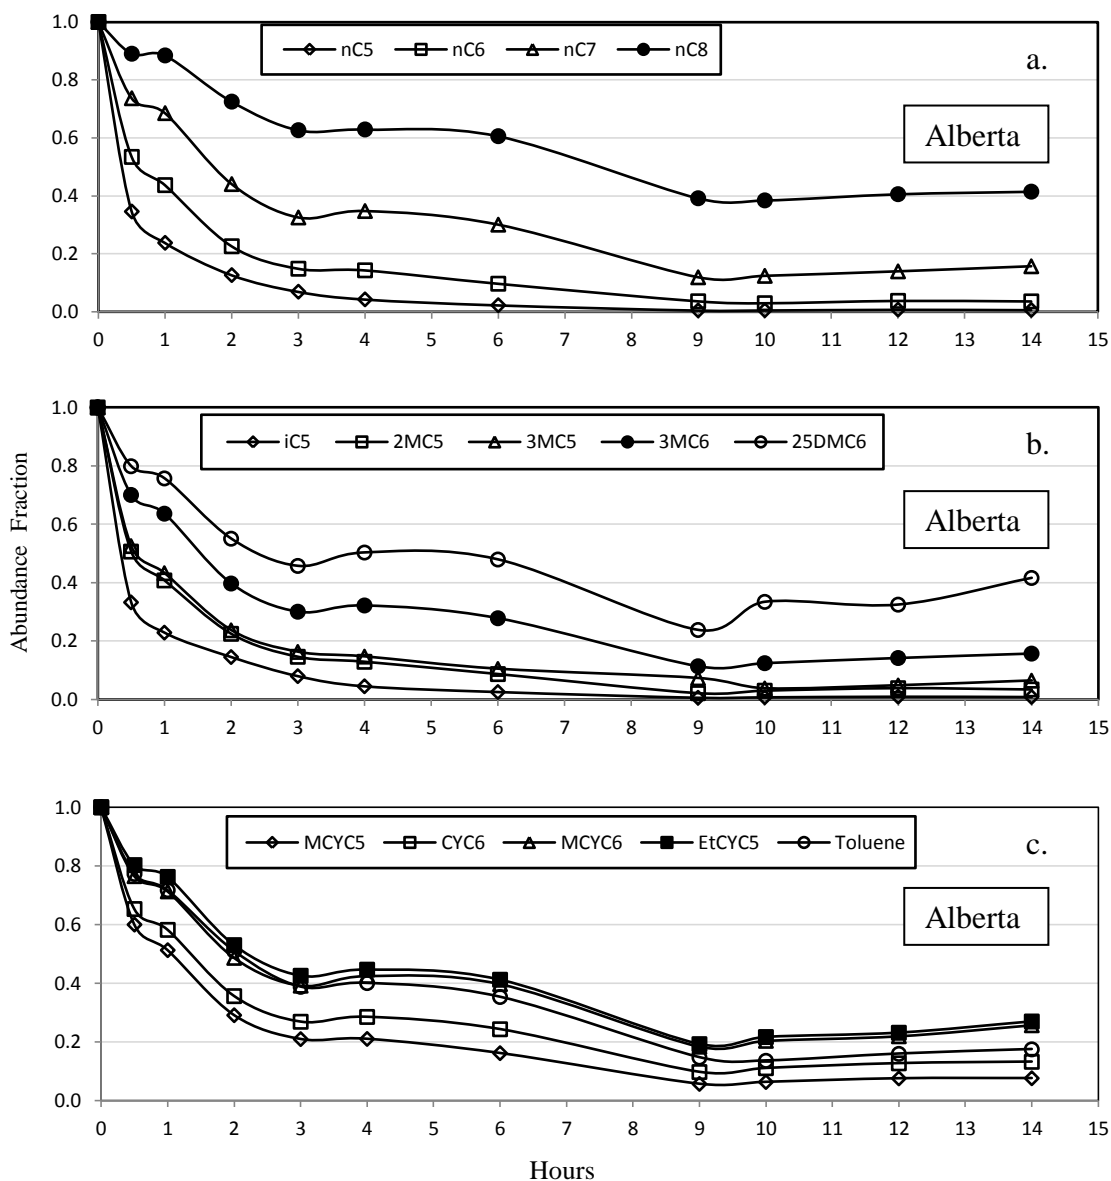 1.0
nC5 nC6 nC7 nC8
a.
0.8
Alberta
0.6
0.4
0.2
0.0
0 1 2 3 4 5 6 7 8 9 10 11 12 13 14 15
Abundance Fraction
1.0
iC5 2MC5 3MC5 3MC6 25DMC6
b.
0.8
Alberta
0.6
0.4
0.2
0.0
0 1 2 3 4 5 6 7 8 9 10 11 12 13 14 15
1.0
MCYC5 CYC6 MCYC6 EtCYC5 Toluene
c.
0.8
Alberta
0.6
0.4
0.2
0.0
0 1 2 3 4 5 6 7 8 9 10 11 12 13 14 15
Hours